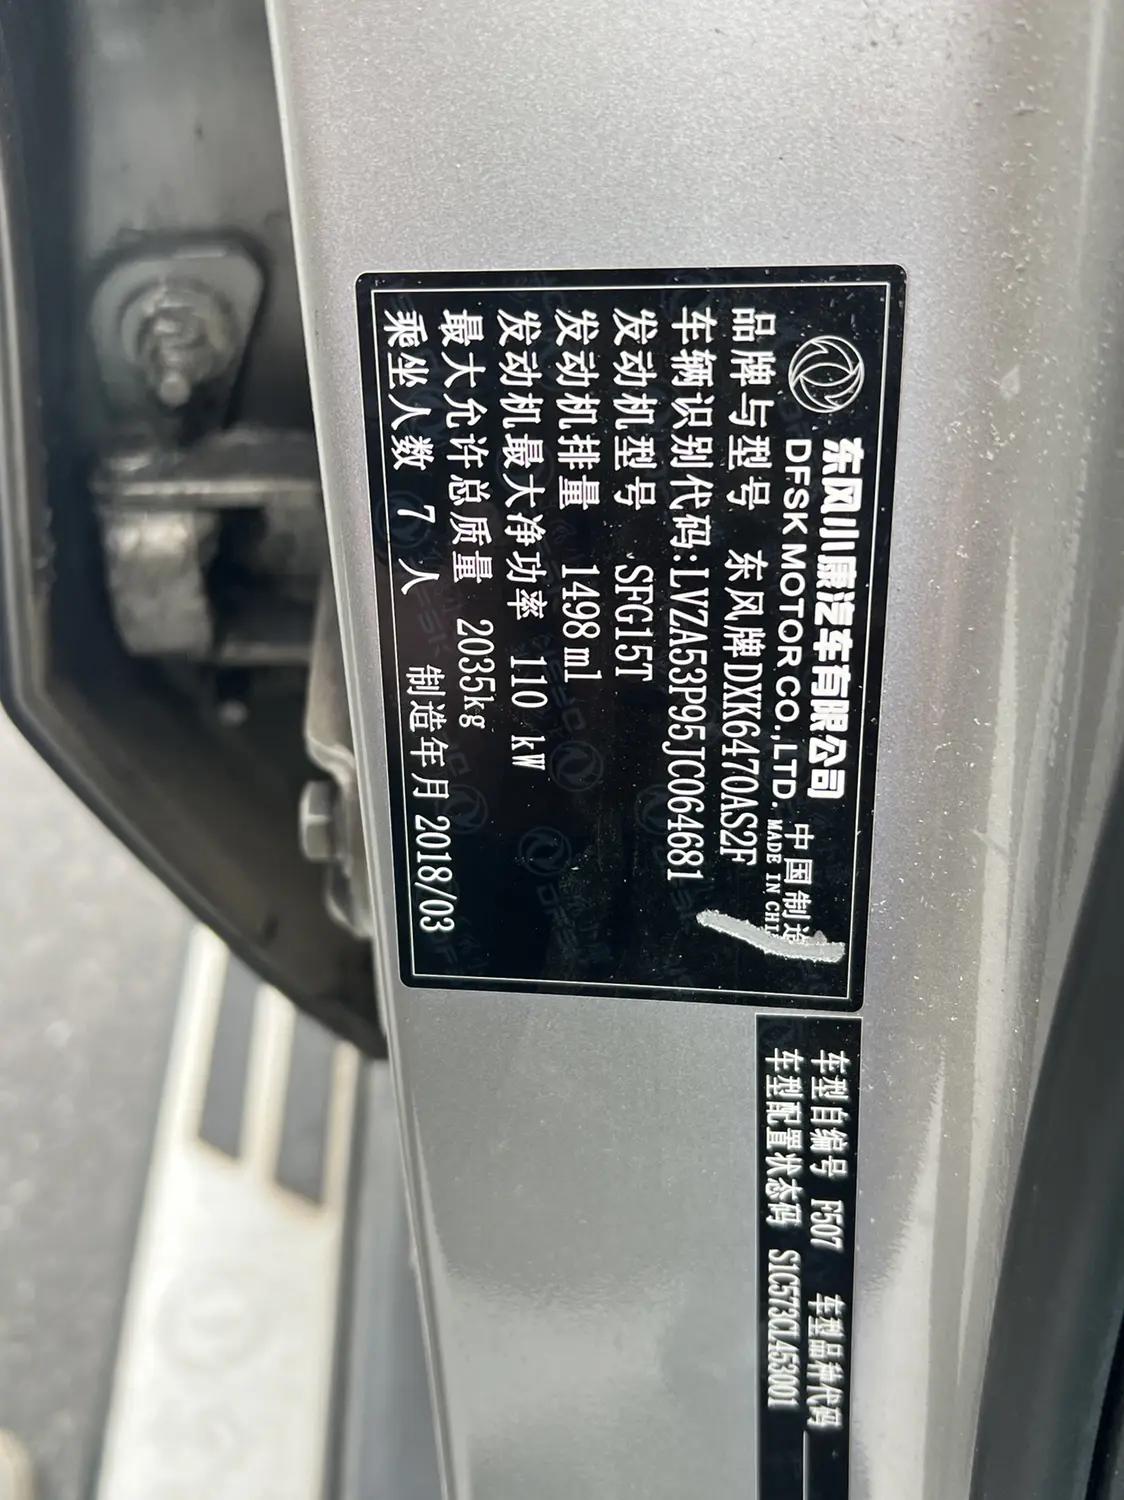 东风小康汽车有限公司
DFSK MOTOR CO.,LTD.
中国制造
MADE IN
品牌与型号 东风牌DXK6470AS2F
车辆识别代码:LVZA53P95JC064681
发动机型号 SFG15T
发动机排量 1498ml
发动机最大净功率 110 kW
最大允许总质量 2035kg
乘坐人数 7 人 制造年月 2018/03
车型自编号 F507 车型品种代码
车型配置状态码 S1C573CL453001